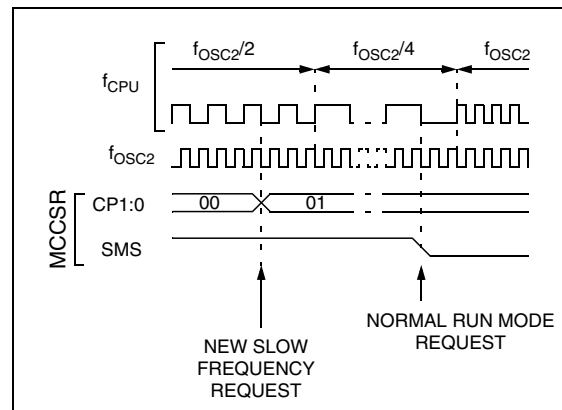 fOSC2/2 fOSC2/4 fOSC2
fCPU
fOSC2
MCCSR
CP1:0 00 01
SMS
NEW SLOW
FREQUENCY
REQUEST
NORMAL RUN MODE
REQUEST